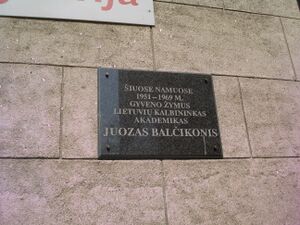 ŠIUOSE NAMUOSE
1951 – 1969 M.
GYVENO ŽYMUS
LIETUVIŲ KALBININKAS
AKADEMIKAS
JUOZAS BALČIKONIS